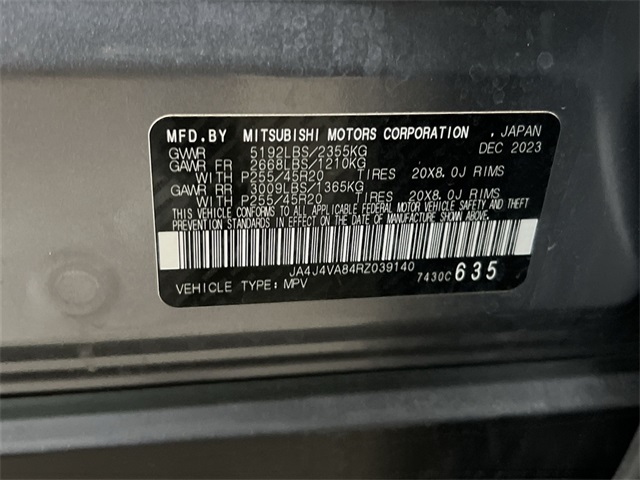 MFD.BY MITSUBISHI MOTORS CORPORATION , JAPAN
GVWR 5192LBS/2355KG DEC 2023
GAWR FR 2668LBS/1210KG
WITH P255/45R20 TIRES 20X8.0J RIMS
GAWR RR 3009LBS/1365KG
WITH P255/45R20 TIRES 20X8.0J RIMS
THIS VEHICLE CONFORMS TO ALL APPLICABLE FEDERAL MOTOR VEHICLE SAFETY AND THEFT
PREVENTION STANDARDS IN EFFECT ON THE DATE OF MANUFACTURE SHOWN ABOVE.
JA4J4VA84RZ039140
VEHICLE TYPE:MPV 7430C 635